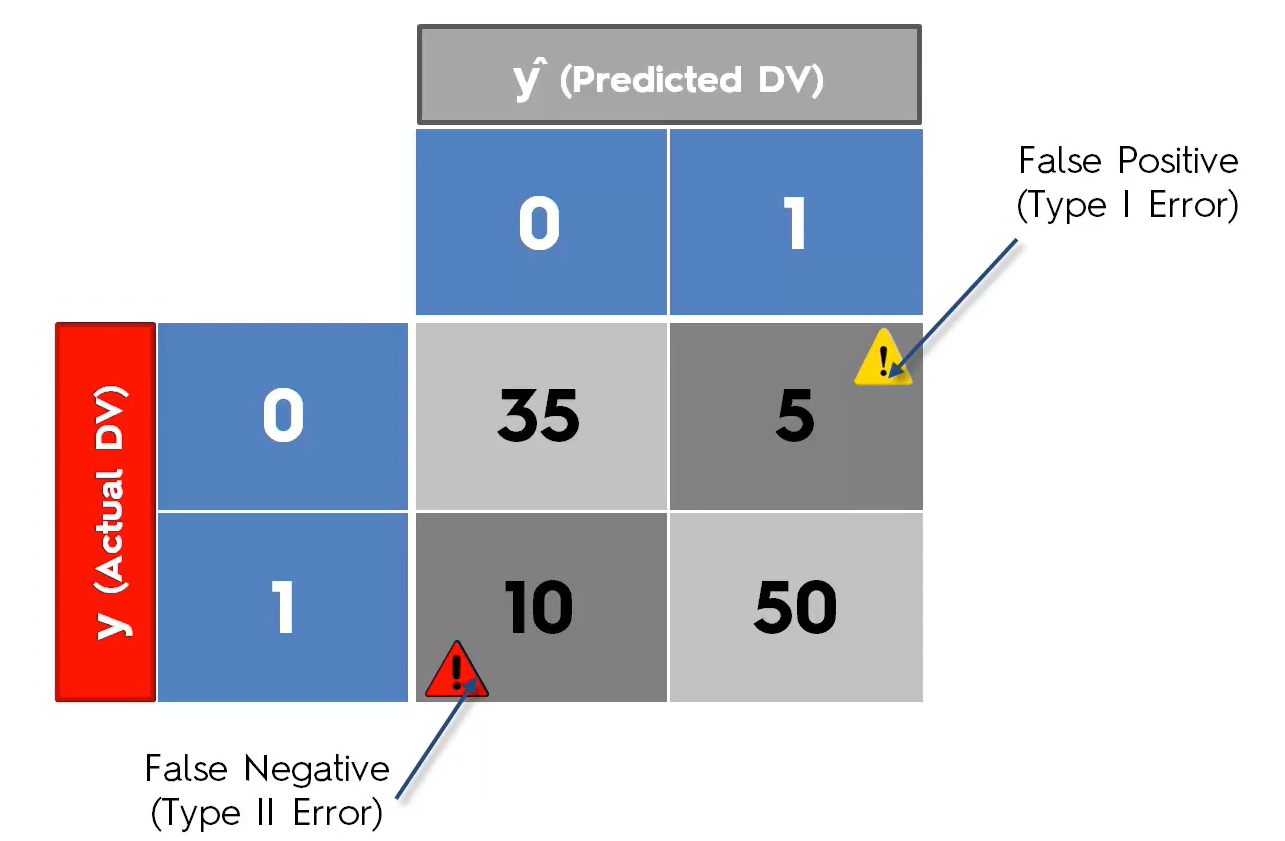 ŷ (Predicted DV)
False Positive
(Type I Error)
0 1
y (Actual DV)
0 35 5
1 10 50
False Negative
(Type II Error)